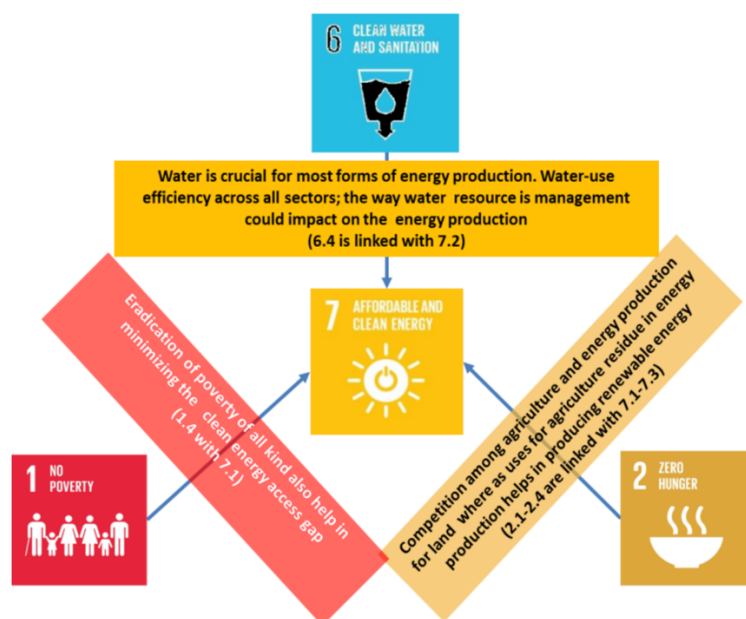 6 CLEAN WATER
AND SANITATION
Water is crucial for most forms of energy production. Water-use
efficiency across all sectors; the way water resource is management
could impact on the energy production
(6.4 is linked with 7.2)
7 AFFORDABLE AND
CLEAN ENERGY
Eradication of poverty of all kind also help in
minimizing the clean energy access gap
(1.4 with 7.1)
Competition among agriculture and energy production
for land where as uses for agriculture residue in energy
production helps in producing renewable energy
(2.1-2.4 are linked with 7.1-7.3)
1 NO
POVERTY
2 ZERO
HUNGER